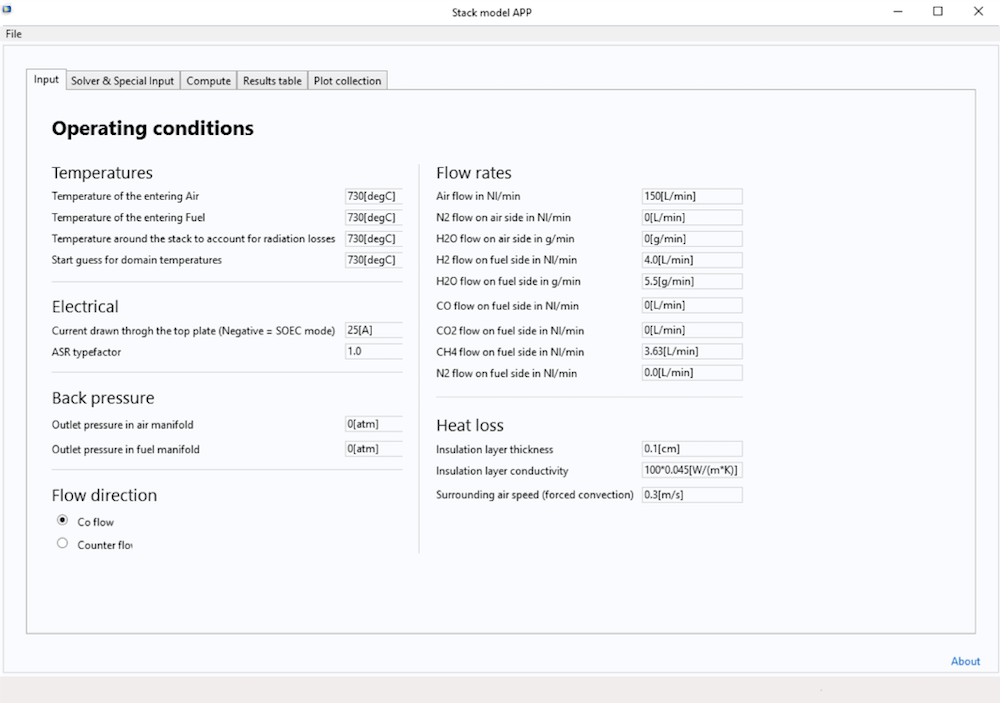 Stack model APP
File
Input Solver & Special Input Compute Results table Plot collection
Operating conditions
Temperatures
Temperature of the entering Air 730[degC]
Temperature of the entering Fuel 730[degC]
Temperature around the stack to account for radiation losses 730[degC]
Start guess for domain temperatures 730[degC]
Electrical
Current drawn throgh the top plate (Negative = SOEC mode) 25[A]
ASR typefactor 1.0
Back pressure
Outlet pressure in air manifold 0[atm]
Outlet pressure in fuel manifold 0[atm]
Flow direction
Co flow
Counter flow
Flow rates
Air flow in Nl/min 150[L/min]
N2 flow on air side in Nl/min 0[L/min]
H2O flow on air side in g/min 0[g/min]
H2 flow on fuel side in Nl/min 4.0[L/min]
H2O flow on fuel side in g/min 5.5[g/min]
CO flow on fuel side in Nl/min 0[L/min]
CO2 flow on fuel side in Nl/min 0[L/min]
CH4 flow on fuel side in Nl/min 3.63[L/min]
N2 flow on fuel side in Nl/min 0.0[L/min]
Heat loss
Insulation layer thickness 0.1[cm]
Insulation layer conductivity 100*0.045[W/(m*K)]
Surrounding air speed (forced convection) 0.3[m/s]
About